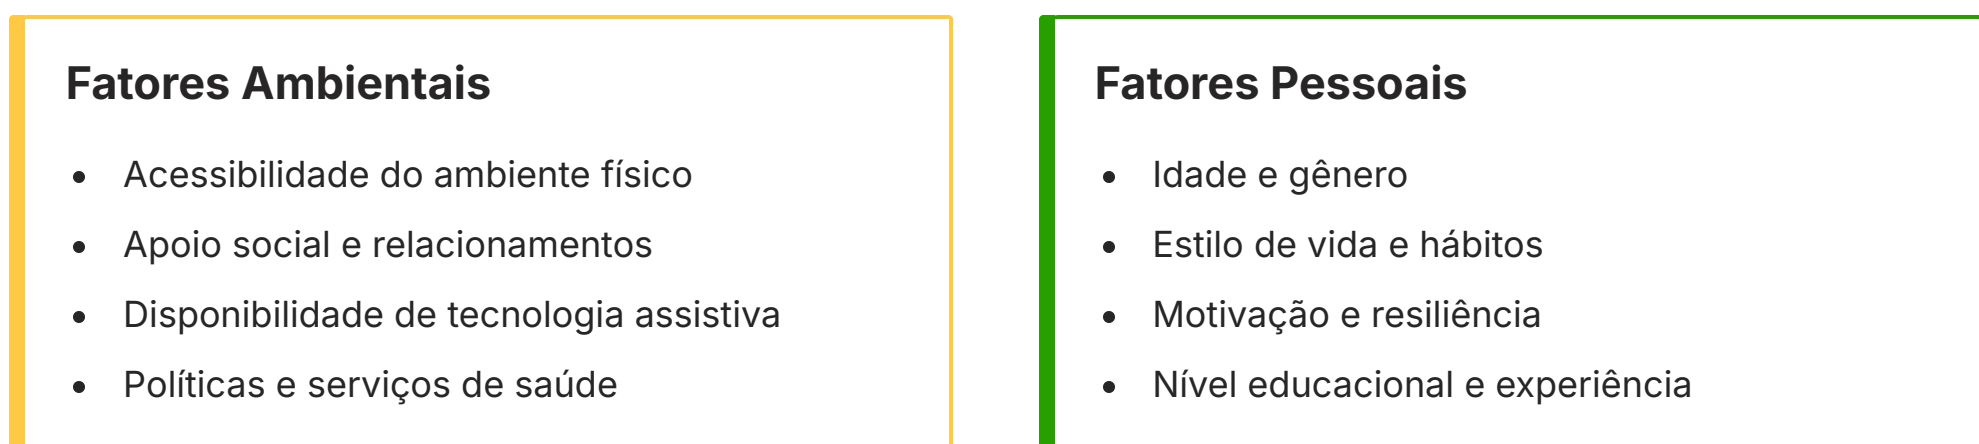 Fatores Ambientais
• Acessibilidade do ambiente físico
• Apoio social e relacionamentos
• Disponibilidade de tecnologia assistiva
• Políticas e serviços de saúde
Fatores Pessoais
• Idade e gênero
• Estilo de vida e hábitos
• Motivação e resiliência
• Nível educacional e experiência